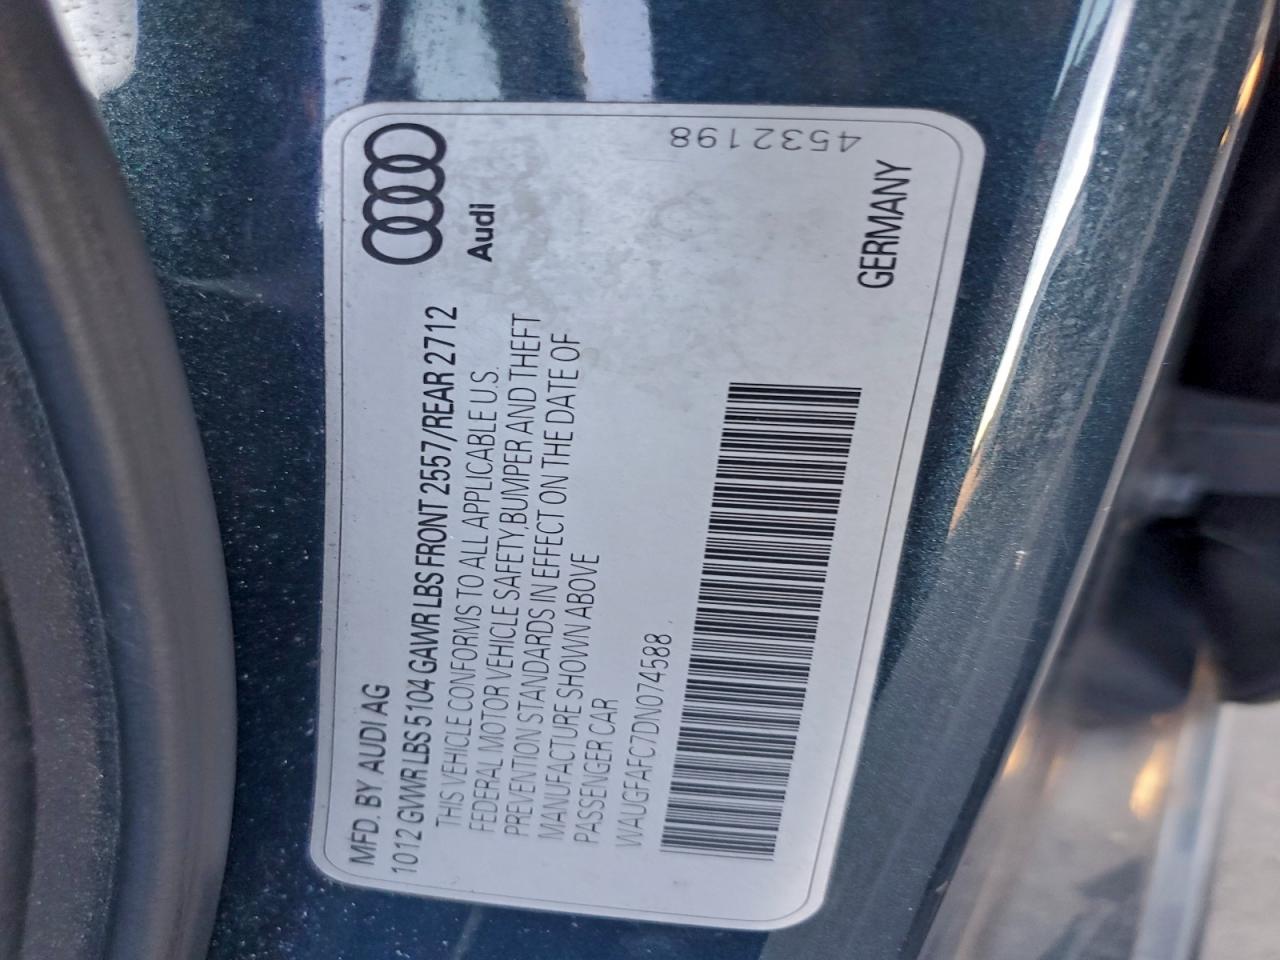 MFD. BY AUDI AG
1012 GVWR LBS 5104 GAWR LBS FRONT 2557/REAR 2712
THIS VEHICLE CONFORMS TO ALL APPLICABLE U.S.
FEDERAL MOTOR VEHICLE SAFETY, BUMPER AND THEFT
PREVENTION STANDARDS IN EFFECT ON THE DATE OF
MANUFACTURE SHOWN ABOVE
PASSENGER CAR
WAUGFAFC7DN074588
Audi
GERMANY
4532198